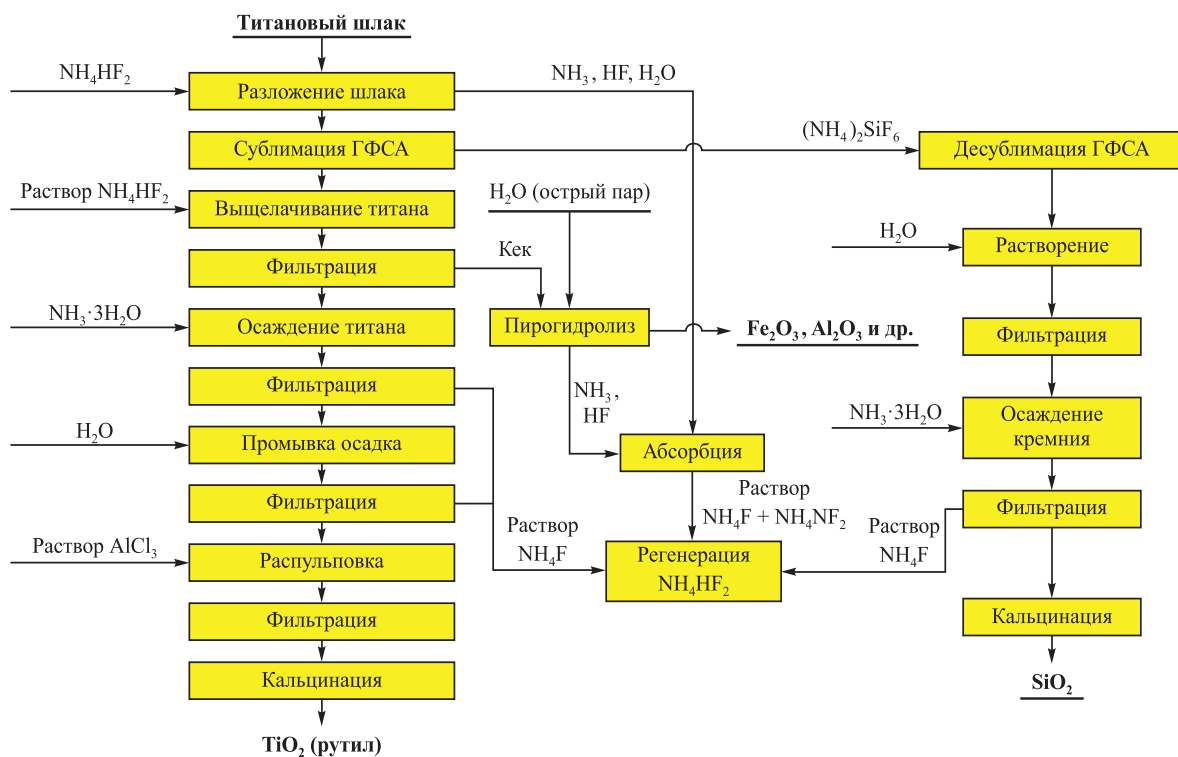 Титановый шлак
NH₄HF₂
Разложение шлака
NH₃, HF, H₂O
Сублимация ГФСА
(NH₄)₂SiF₆
Десублимация ГФСА
Раствор NH₄HF₂
Выщелачивание титана
H₂O (острый пар)
H₂O
Растворение
Фильтрация
Кек
NH₃·3H₂O
Осаждение титана
Пирогидролиз
Fe₂O₃, Al₂O₃ и др.
Фильтрация
Фильтрация
NH₃,
HF
NH₃·3H₂O
Осаждение
кремния
H₂O
Промывка осадка
Абсорбция
Фильтрация
Раствор
NH₄F
Раствор
NH₄F + NH₄NF₂
Раствор
NH₄F
Фильтрация
Раствор AlCl₃
Распульповка
Регенерация
NH₄HF₂
Фильтрация
Кальцинация
Кальцинация
SiO₂
TiO₂ (рутил)